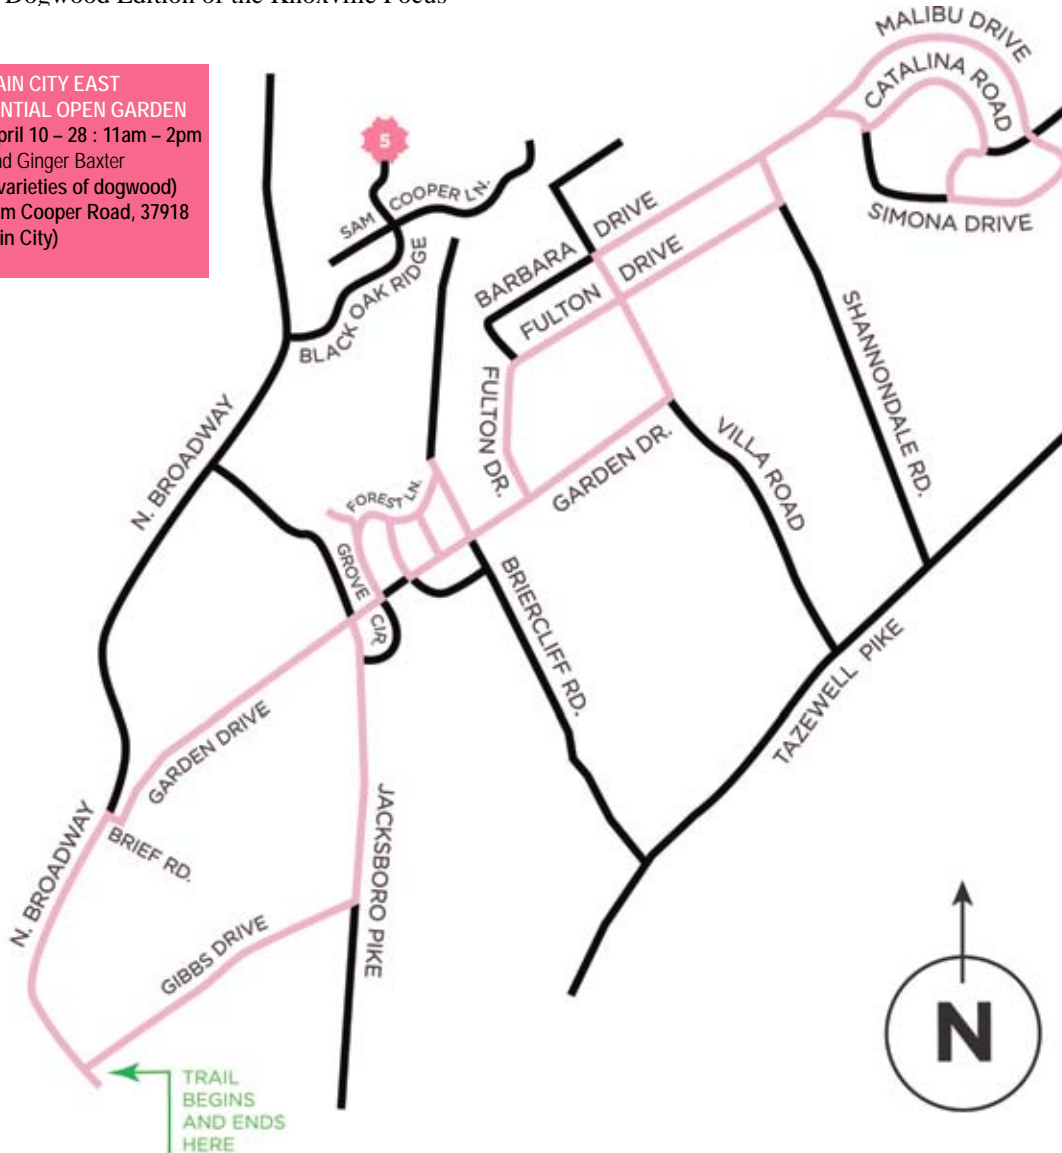 Dogwood Edition of the Knoxville Focus
AIN CITY EAST
NTIAL OPEN GARDEN
pril 10 – 28 : 11am – 2pm
nd Ginger Baxter
varieties of dogwood)
m Cooper Road, 37918
in City)
5
SAM COOPER LN.
BLACK OAK RIDGE
MALIBU DRIVE
CATALINA ROAD
SIMONA DRIVE
BARBARA DRIVE
FULTON DRIVE
FULTON DR.
GARDEN DR.
SHANNONDALE RD.
VILLA ROAD
N. BROADWAY
FOREST LN.
GROVE CIR
BRIERCLIFF RD.
TAZEWELL PIKE
GARDEN DRIVE
BRIEF RD.
N. BROADWAY
JACKSBORO PIKE
GIBBS DRIVE
TRAIL
BEGINS
AND ENDS
HERE
N